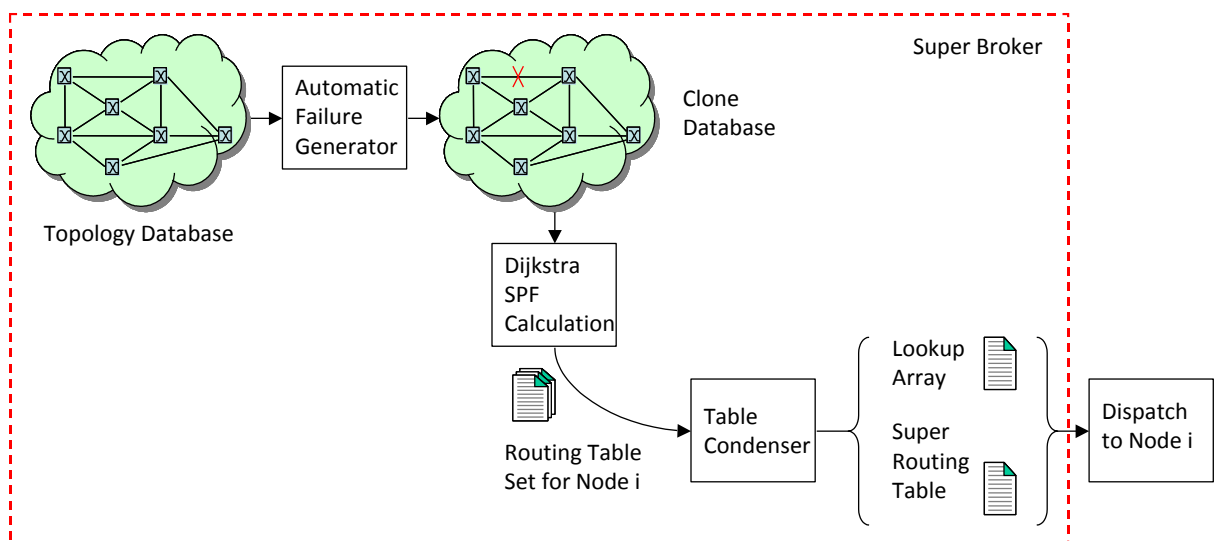 Super Broker
Automatic
Failure
Generator
Clone
Database
Topology Database
Dijkstra
SPF
Calculation
Lookup
Array
Table
Condenser
Dispatch
to Node i
Super
Routing
Table
Routing Table
Set for Node i